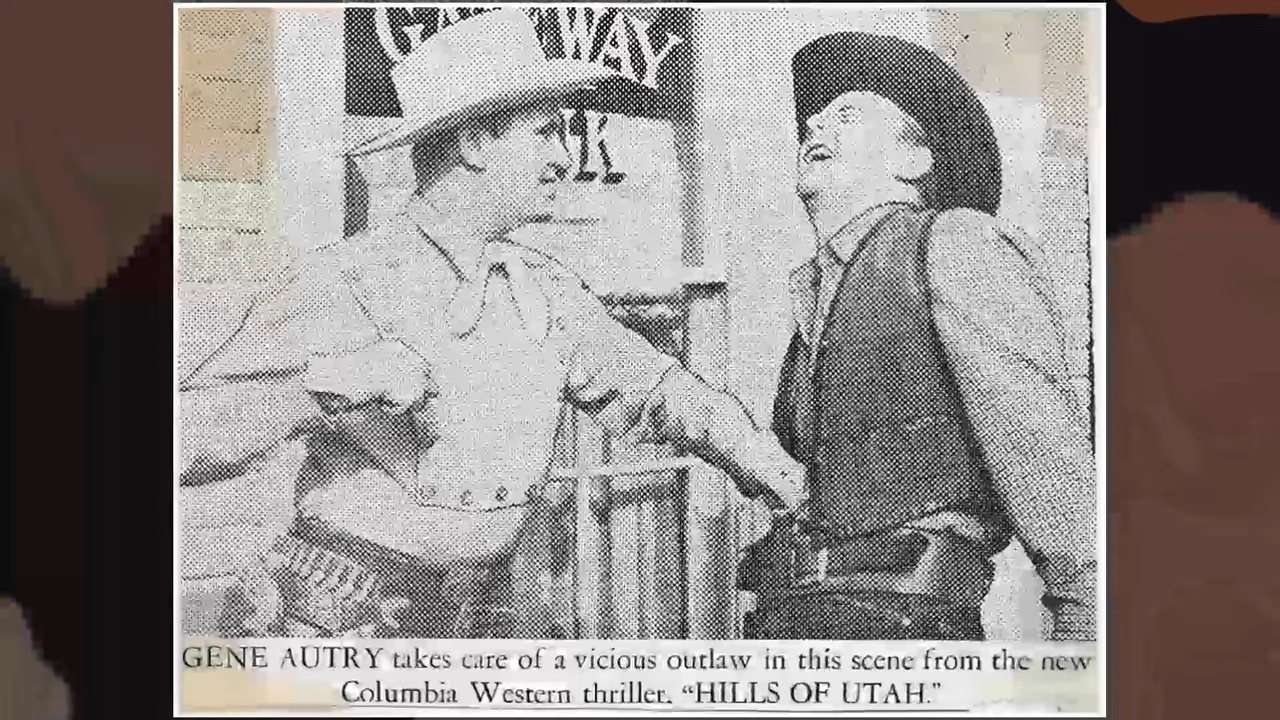 WAY
GENE AUTRY takes care of a vicious outlaw in this scene from the new
Columbia Western thriller, “HILLS OF UTAH.”